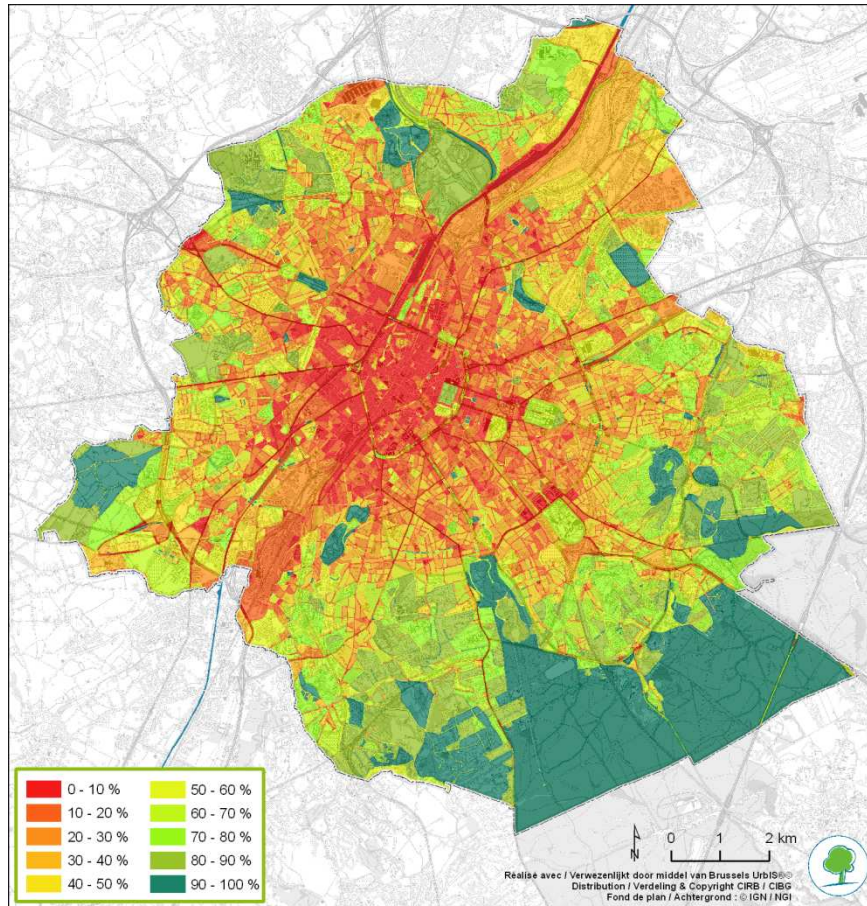 0 - 10 %
10 - 20 %
20 - 30 %
30 - 40 %
40 - 50 %
50 - 60 %
60 - 70 %
70 - 80 %
80 - 90 %
90 - 100 %
N
0 1 2 km
Réalisé avec / Verwezenlijkt door middel van Brussels UrbIS®©
Distribution / Verdeling & Copyright CIRB / CIBG
Fond de plan / Achtergrond : © IGN / NGI